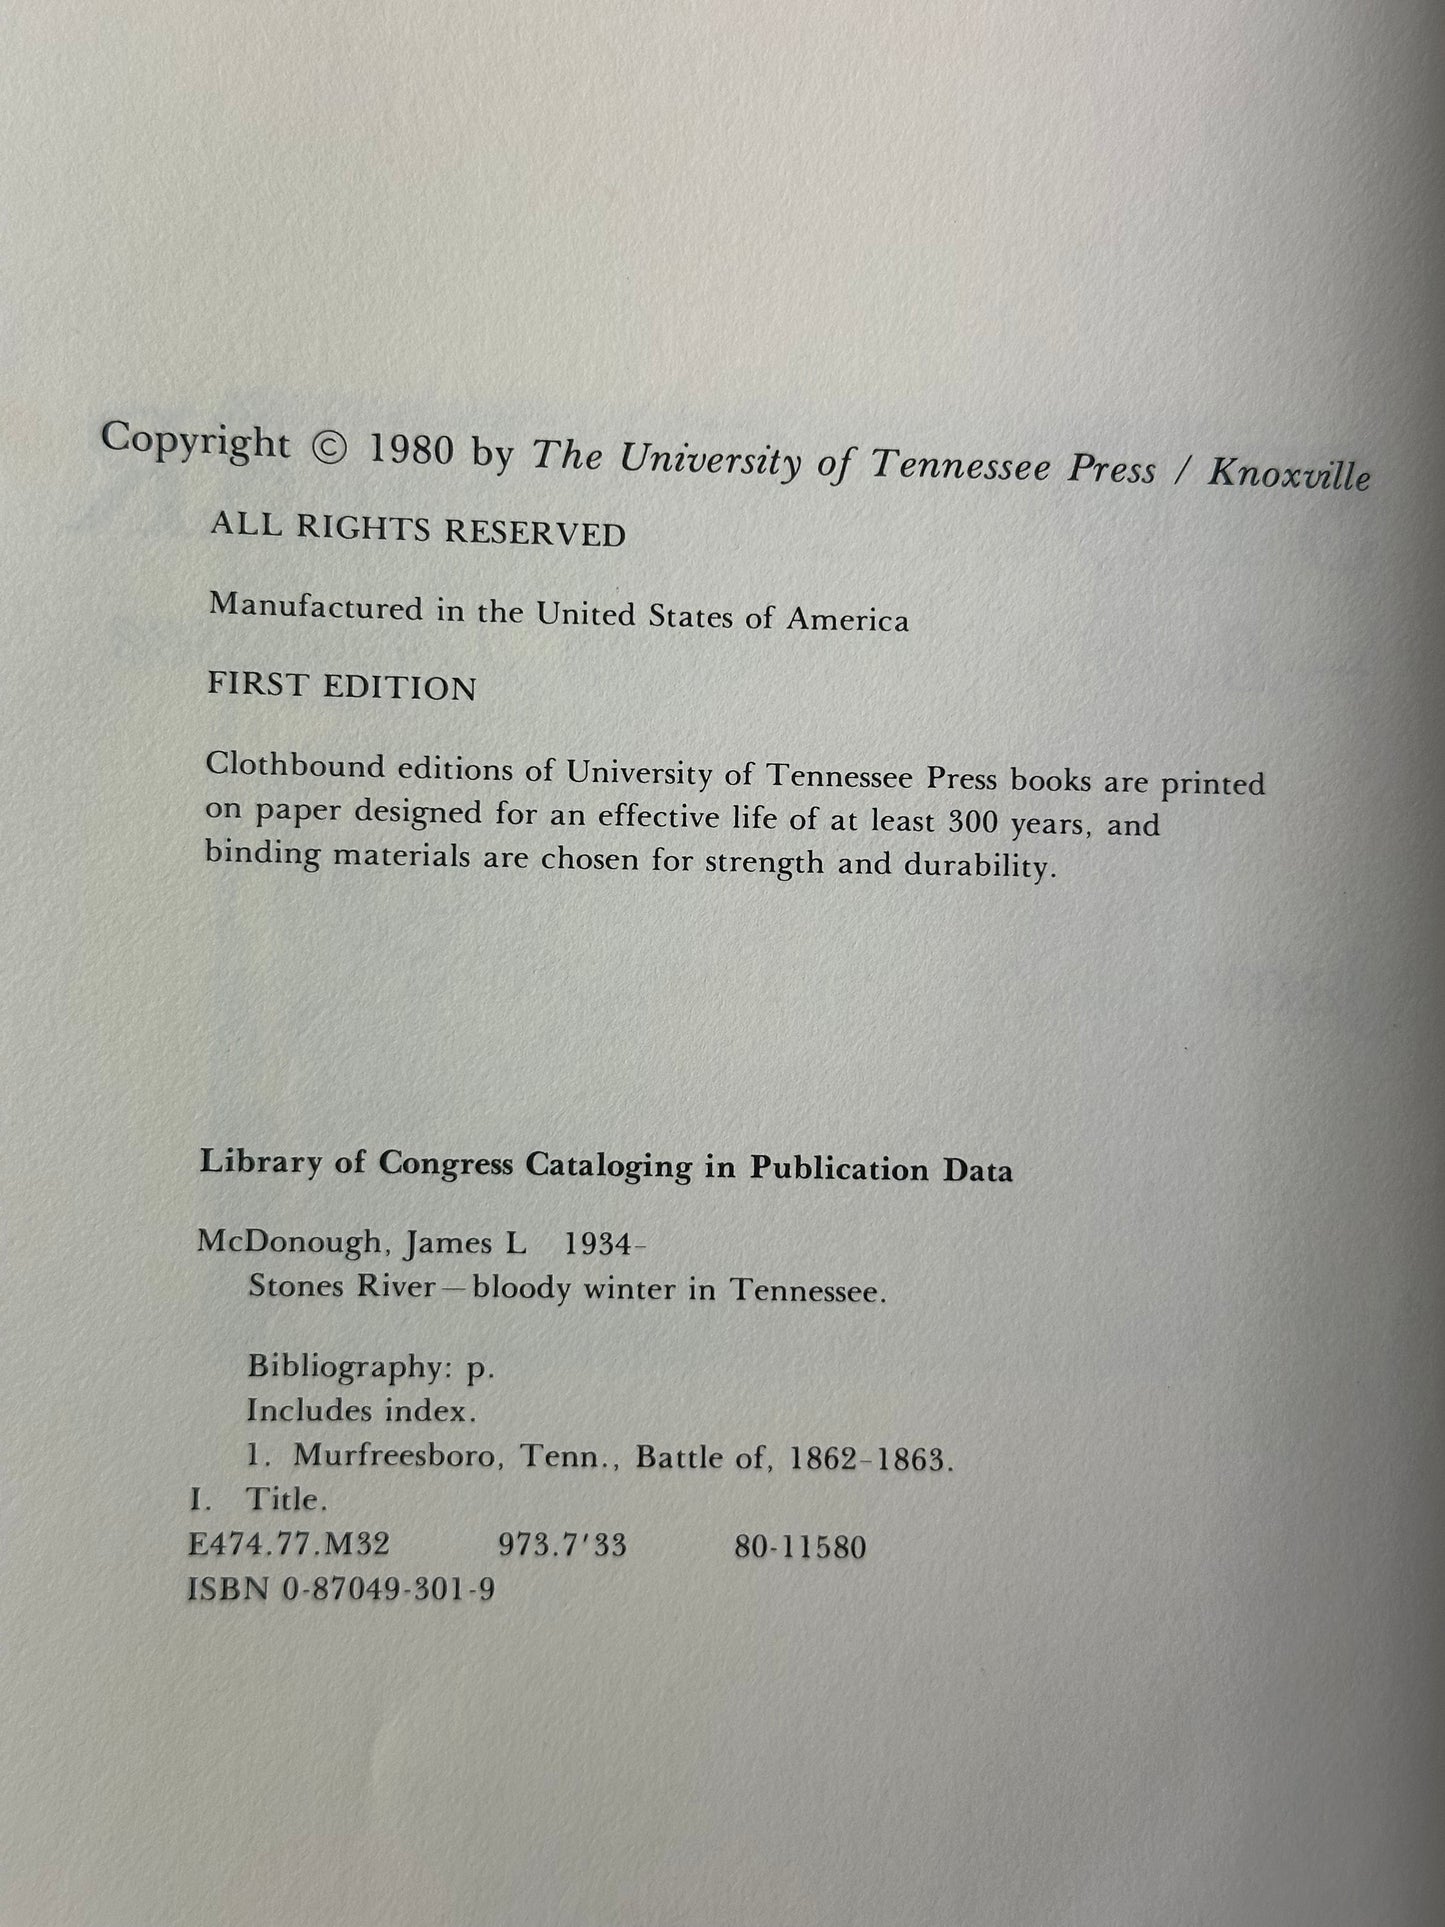 Copyright © 1980 by The University of Tennessee Press / Knoxville
ALL RIGHTS RESERVED
Manufactured in the United States of America
FIRST EDITION
Clothbound editions of University of Tennessee Press books are printed
on paper designed for an effective life of at least 300 years, and
binding materials are chosen for strength and durability.
Library of Congress Cataloging in Publication Data
McDonough, James L 1934–
Stones River—bloody winter in Tennessee.
Bibliography: p.
Includes index.
1. Murfreesboro, Tenn., Battle of, 1862–1863.
I. Title.
E474.77.M32 973.7'33 80-11580
ISBN 0-87049-301-9